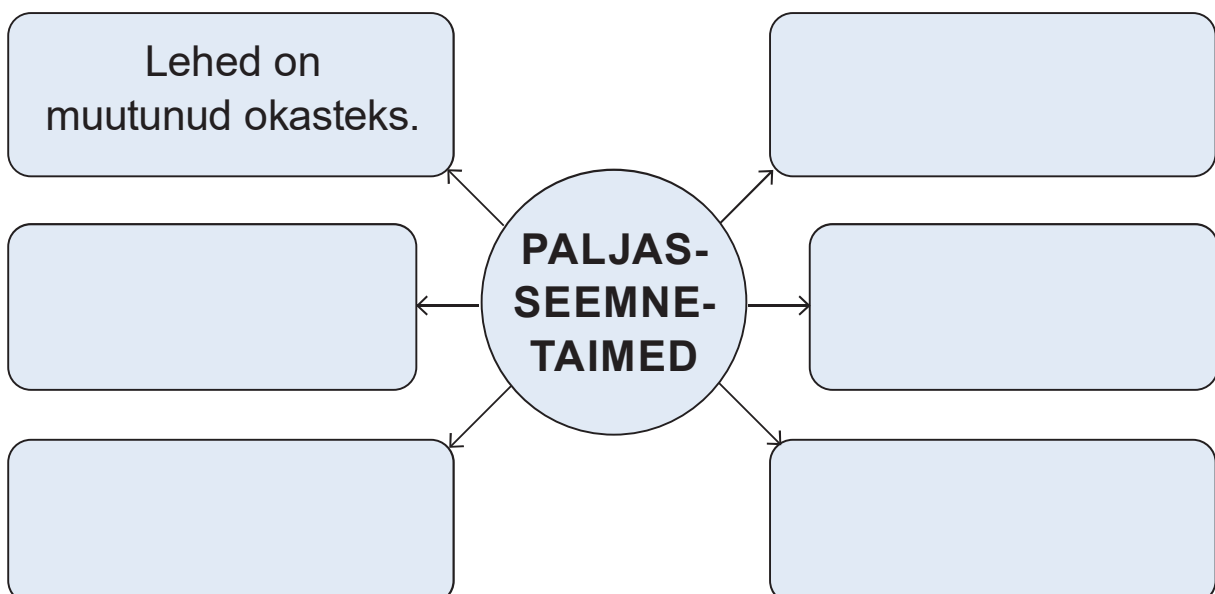 Lehed on
muutunud okasteks.
PALJAS-
SEEMNE-
TAIMED